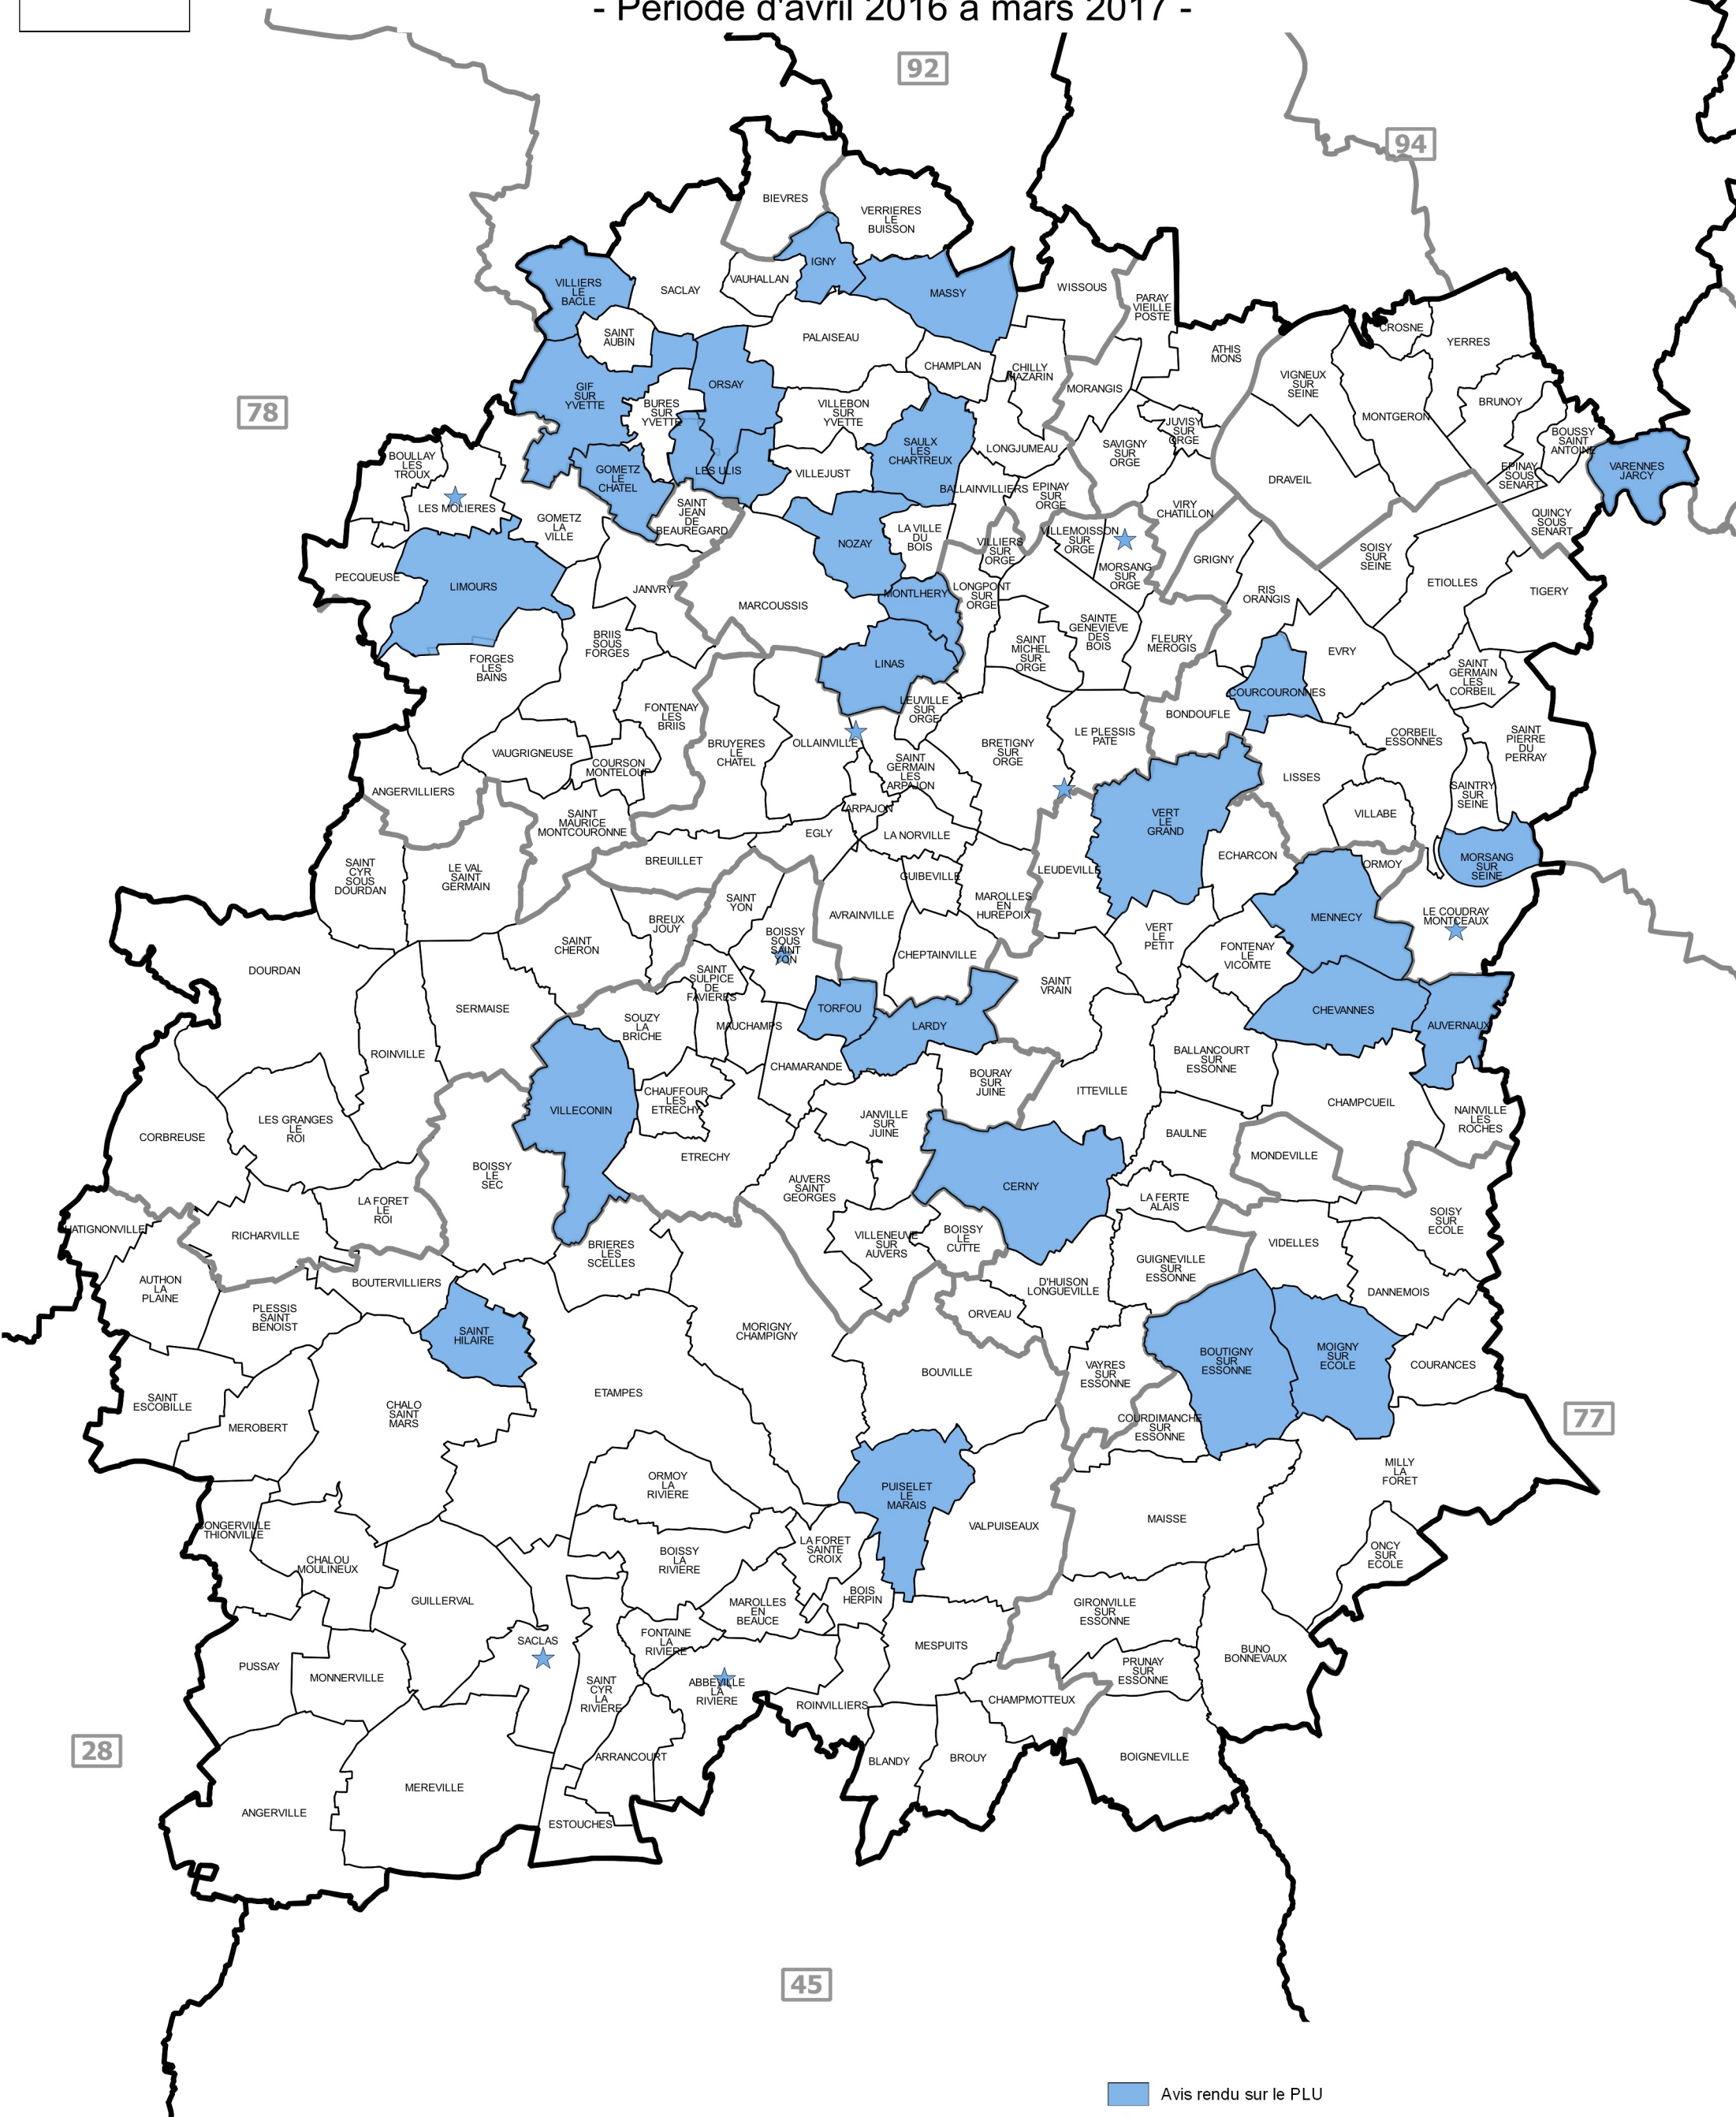 - Période d'avril 2016 à mars 2017 -
92
94
78
BIEVRES
VERRIERES
LE
BUISSON
IGNY
VILLIERS
LE
BACLE
SACLAY
VAUHALLAN
MASSY
WISSOUS
PARAY
VIEILLE
POSTE
SAINT
AUBIN
PALAISEAU
CHAMPLAN
CHILLY
MAZARIN
ATHIS
MONS
CROSNE
YERRES
GIF
SUR
YVETTE
ORSAY
BURES
SUR
YVETTE
VILLEBON
SUR
YVETTE
MORANGIS
VIGNEUX
SUR
SEINE
MONTGERON
BRUNOY
BOUSSY
SAINT
ANTOINE
JUVISY
SUR
ORGE
SAULX
LES
CHARTREUX
LONGJUMEAU
SAVIGNY
SUR
ORGE
BOULLAY
LES
TROUX
GOMETZ
LE
CHATEL
LES ULIS
VILLEJUST
DRAVEIL
EPINAY
SOUS
SENART
VARENNES
JARCY
LES MOLIERES
GOMETZ
LA
VILLE
SAINT
JEAN
DE
BEAUREGARD
BALLAINVILLIERS
EPINAY
SUR
ORGE
VIRY
CHATILLON
QUINCY
SOUS
SENART
NOZAY
LA VILLE
DU
BOIS
VILLIERS
SUR
ORGE
VILLEMOISSON
SUR
ORGE
MORSANG
SUR
ORGE
GRIGNY
SOISY
SUR
SEINE
PECQUEUSE
LIMOURS
JANVRY
MARCOUSSIS
MONTLHERY
LONGPONT
SUR
ORGE
RIS
ORANGIS
ETIOLLES
TIGERY
BRIIS
SOUS
FORGES
LINAS
SAINT
MICHEL
SUR
ORGE
SAINTE
GENEVIEVE
DES
BOIS
FLEURY
MEROGIS
EVRY
FORGES
LES
BAINS
SAINT
GERMAIN
LES
CORBEIL
COURCOURONNES
FONTENAY
LES
BRIIS
LEUVILLE
SUR
ORGE
BONDOUFLE
VAUGRIGNEUSE
COURSON
MONTELOUP
BRUYERES
LE
CHATEL
OLLAINVILLE
BRETIGNY
SUR
ORGE
LE PLESSIS
PATE
CORBEIL
ESSONNES
SAINT
PIERRE
DU
PERRAY
SAINT
GERMAIN
LES
ARPAJON
LISSES
ANGERVILLIERS
SAINT
MAURICE
MONTCOURONNE
ARPAJON
EGLY
LA NORVILLE
VERT
LE
GRAND
VILLABE
SAINTRY
SUR
SEINE
BREUILLET
SAINT
CYR
SOUS
DOURDAN
LE VAL
SAINT
GERMAIN
GUIBEVILLE
LEUDEVILLE
ECHARCON
ORMOY
MORSANG
SUR
SEINE
SAINT
YON
AVRAINVILLE
MAROLLES
EN
HUREPOIX
MENNECY
LE COUDRAY
MONTCEAUX
BREUX
JOUY
SAINT
CHERON
BOISSY
SOUS
SAINT
YON
CHEPTAINVILLE
VERT
LE
PETIT
FONTENAY
LE
VICOMTE
DOURDAN
SERMAISE
SAINT
SULPICE
DE
FAVIERES
SAINT
VRAIN
TORFOU
LARDY
CHEVANNES
AUVERNAUX
SOUZY
LA
BRICHE
MAUCHAMPS
ROINVILLE
CHAMARANDE
BALLANCOURT
SUR
ESSONNE
BOURAY
SUR
JUINE
ITTEVILLE
CHAMPCUEIL
VILLECONIN
CHAUFFOUR
LES
ETRECHY
NAINVILLE
LES
ROCHES
LES GRANGES
LE
ROI
CORBREUSE
JANVILLE
SUR
JUINE
BAULNE
ETRECHY
MONDEVILLE
BOISSY
LE
SEC
AUVERS
SAINT
GEORGES
CERNY
LA FERTE
ALAIS
LA FORET
LE
ROI
SOISY
SUR
ECOLE
RICHARVILLE
VILLENEUVE
SUR
AUVERS
BOISSY
LE
CUTTE
VIDELLES
BRIERES
LES
SCELLES
GUIGNEVILLE
SUR
ESSONNE
AUTHON
LA
PLAINE
BOUTERVILLIERS
D'HUISON
LONGUEVILLE
DANNEMOIS
PLESSIS
SAINT
BENOIST
ORVEAU
SAINT
HILAIRE
MORIGNY
CHAMPIGNY
BOUTIGNY
SUR
ESSONNE
MOIGNY
SUR
ECOLE
COURANCES
BOUVILLE
VAYRES
SUR
ESSONNE
SAINT
ESCOBILLE
ETAMPES
CHALO
SAINT
MARS
MEROBERT
COURDIMANCHE
SUR
ESSONNE
77
ORMOY
LA
RIVIERE
PUISELET
LE
MARAIS
MILLY
LA
FORET
CONGERVILLE
THIONVILLE
VALPUISEAUX
MAISSE
CHALOU
MOULINEUX
BOISSY
LA
RIVIERE
LA FORET
SAINTE
CROIX
ONCY
SUR
ECOLE
GUILLERVAL
BOIS
HERPIN
MAROLLES
EN
BEAUCE
GIRONVILLE
SUR
ESSONNE
SACLAS
FONTAINE
LA
RIVIERE
MESPUITS
BUNO
BONNEVAUX
PUSSAY
MONNERVILLE
PRUNAY
SUR
ESSONNE
SAINT
CYR
LA
RIVIERE
ABBEVILLE
LA
RIVIERE
ROINVILLIERS
CHAMPMOTTEUX
28
ARRANCOURT
BLANDY
BROUY
BOIGNEVILLE
MEREVILLE
ANGERVILLE
ESTOUCHES
45
Avis rendu sur le PLU